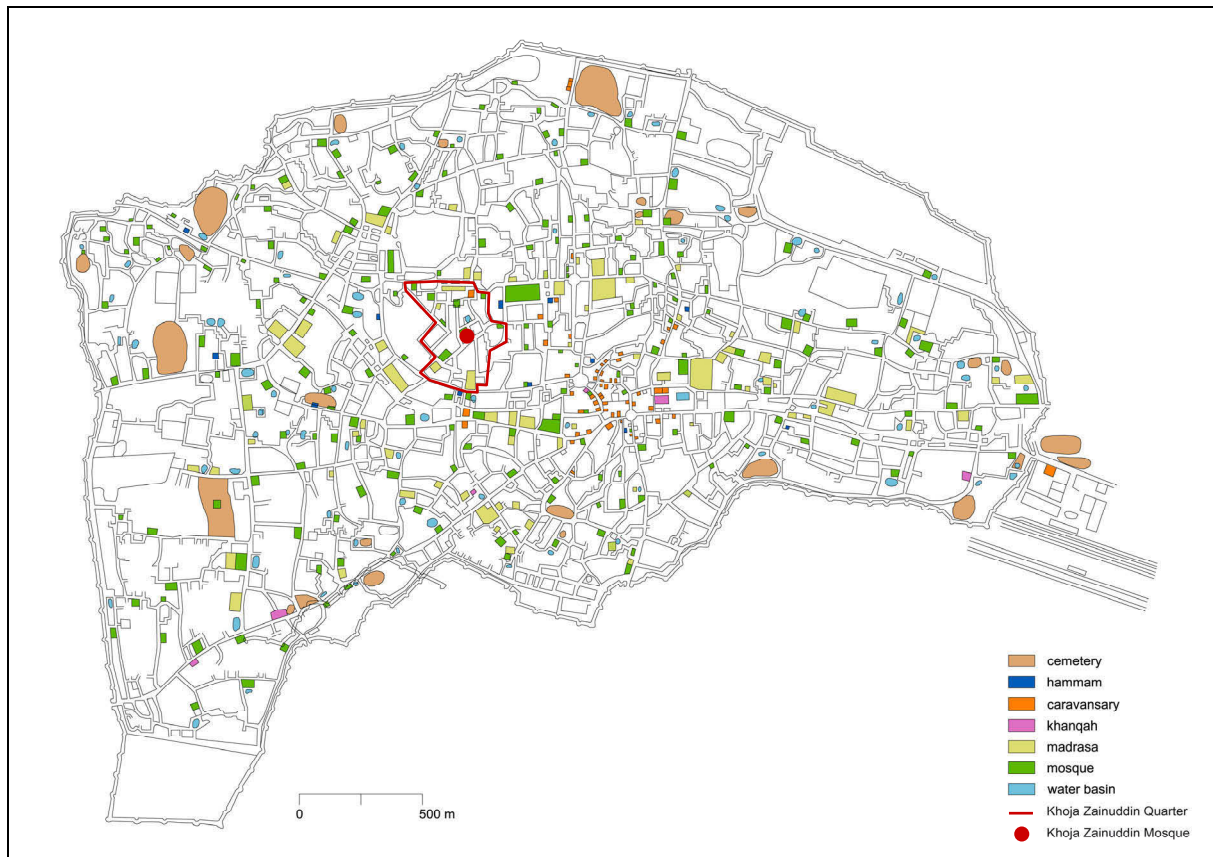 cemetery
hammam
caravansary
khanqah
madrasa
mosque
water basin
Khoja Zainuddin Quarter
Khoja Zainuddin Mosque
0 500 m